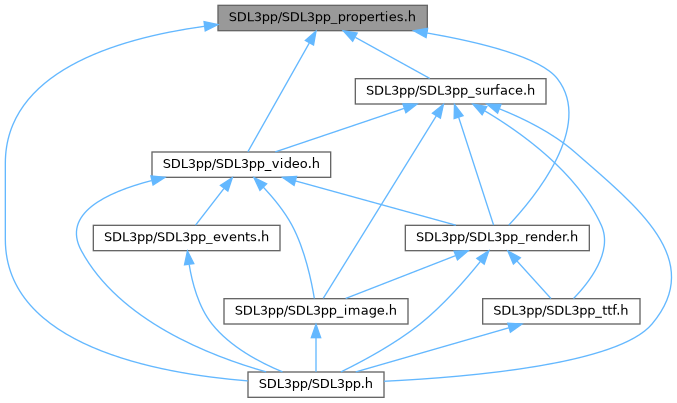 SDL3pp/SDL3pp_properties.h
SDL3pp/SDL3pp_surface.h
SDL3pp/SDL3pp_video.h
SDL3pp/SDL3pp_events.h
SDL3pp/SDL3pp_render.h
SDL3pp/SDL3pp_image.h
SDL3pp/SDL3pp_ttf.h
SDL3pp/SDL3pp.h